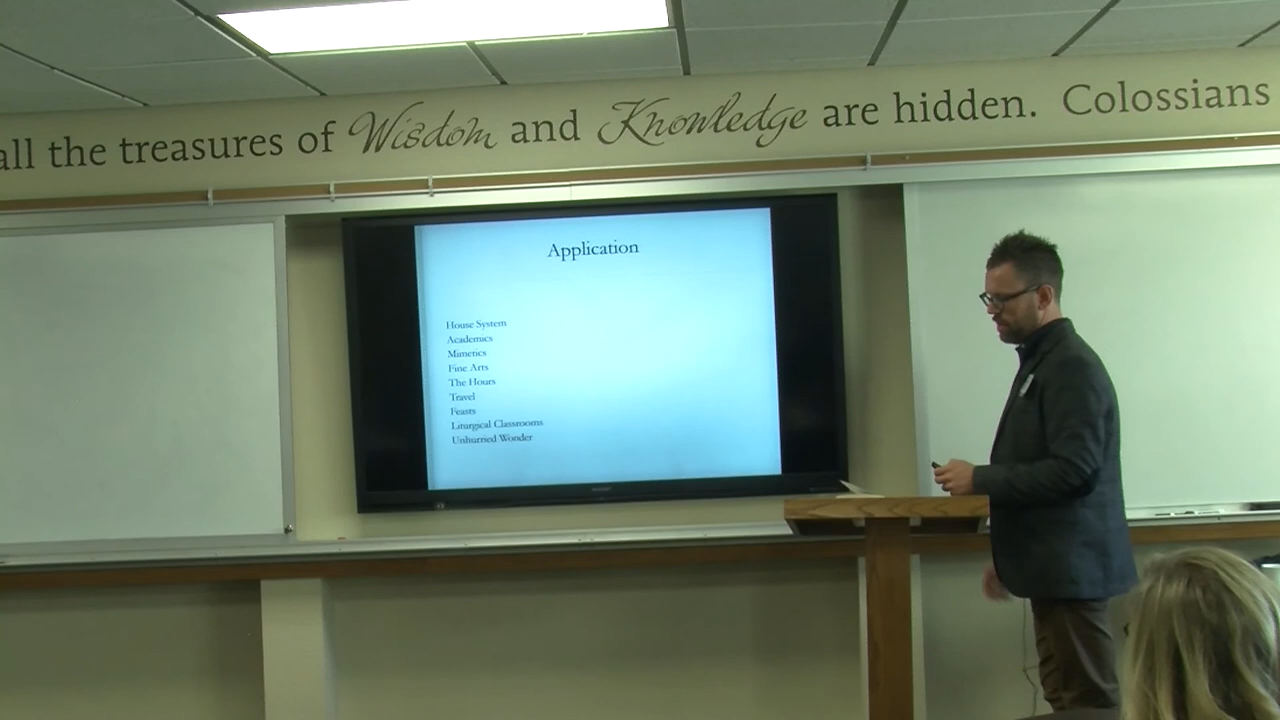 all the treasures of Wisdom and Knowledge are hidden. Colossians
Application
House System
Academics
Mimetics
Fine Arts
The Hours
Travel
Feasts
Liturgical Classrooms
Unhurried Wonder